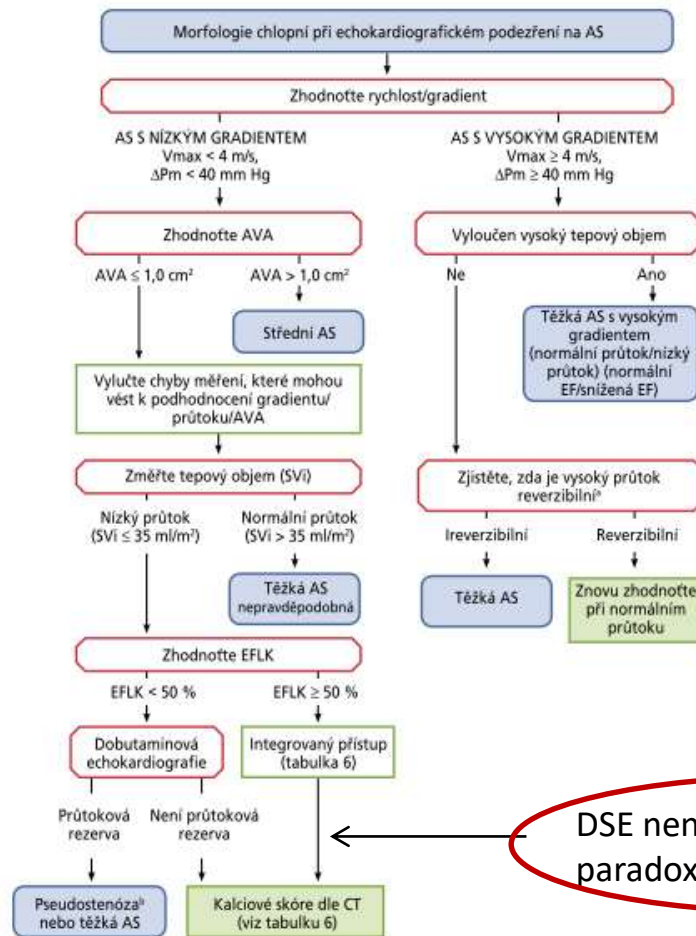 Morfologie chlopní při echokardiografickém podezření na AS
Zhodnoťte rychlost/gradient
AS S NÍZKÝM GRADIENTEM
Vmax < 4 m/s,
ΔPm < 40 mm Hg
AS S VYSOKÝM GRADIENTEM
Vmax ≥ 4 m/s,
ΔPm ≥ 40 mm Hg
Zhodnoťte AVA
Vyloučen vysoký tepový objem
AVA ≤ 1,0 cm²
AVA > 1,0 cm²
Ne
Ano
Střední AS
Těžká AS s vysokým
gradientem
(normální průtok/nízký
průtok) (normální
EF/snížená EF)
Vylučte chyby měření, které mohou
vést k podhodnocení gradientu/
průtoku/AVA
Změřte tepový objem (SVi)
Zjistěte, zda je vysoký průtok
reverzibilníᵃ
Nízký průtok
(SVi ≤ 35 ml/m²)
Normální průtok
(SVi > 35 ml/m²)
Ireverzibilní
Reverzibilní
Těžká AS
nepravděpodobná
Těžká AS
Znovu zhodnoťte
při normálním
průtoku
Zhodnoťte EFLK
EFLK < 50 %
EFLK ≥ 50 %
Dobutaminová
echokardiografie
Integrovaný přístup
(tabulka 6)
Průtoková
rezerva
Není průtoková
rezerva
DSE nen
paradox
Pseudostenózaᵇ
nebo těžká AS
Kalciové skóre dle CT
(viz tabulku 6)